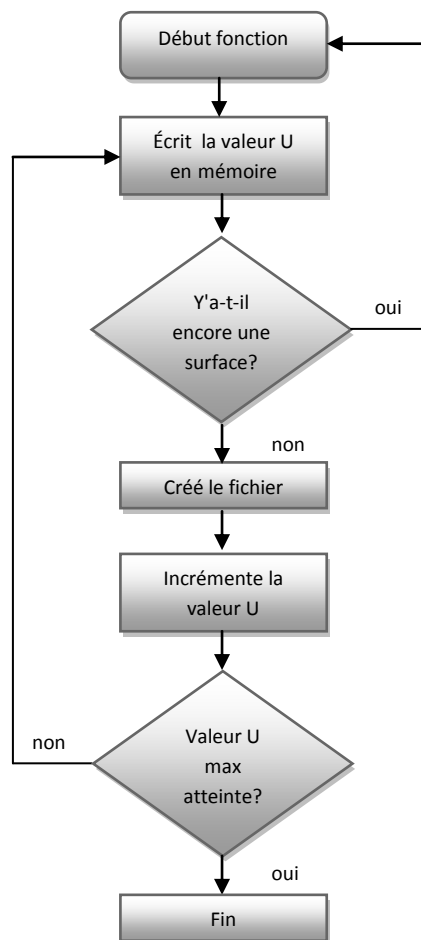 Début fonction
Écrit la valeur U
en mémoire
Y'a-t-il
encore une
surface?
oui
non
Créé le fichier
Incrémente la
valeur U
Valeur U
max
atteinte?
non
oui
Fin